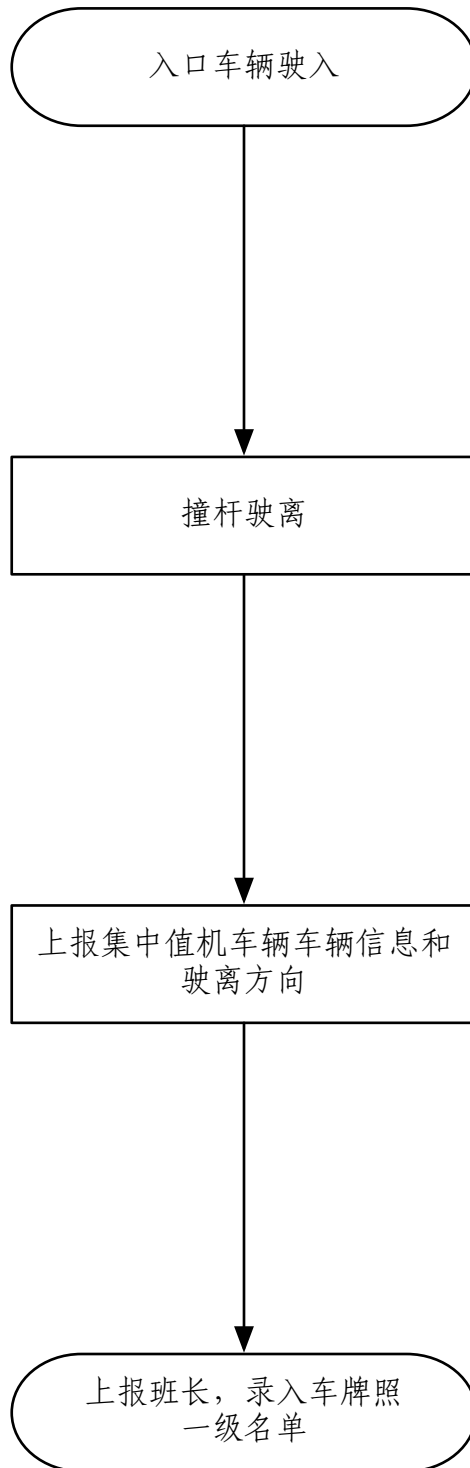 入口车辆驶入
撞杆驶离
上报集中值机车辆车辆信息和
驶离方向
上报班长，录入车牌照
一级名单